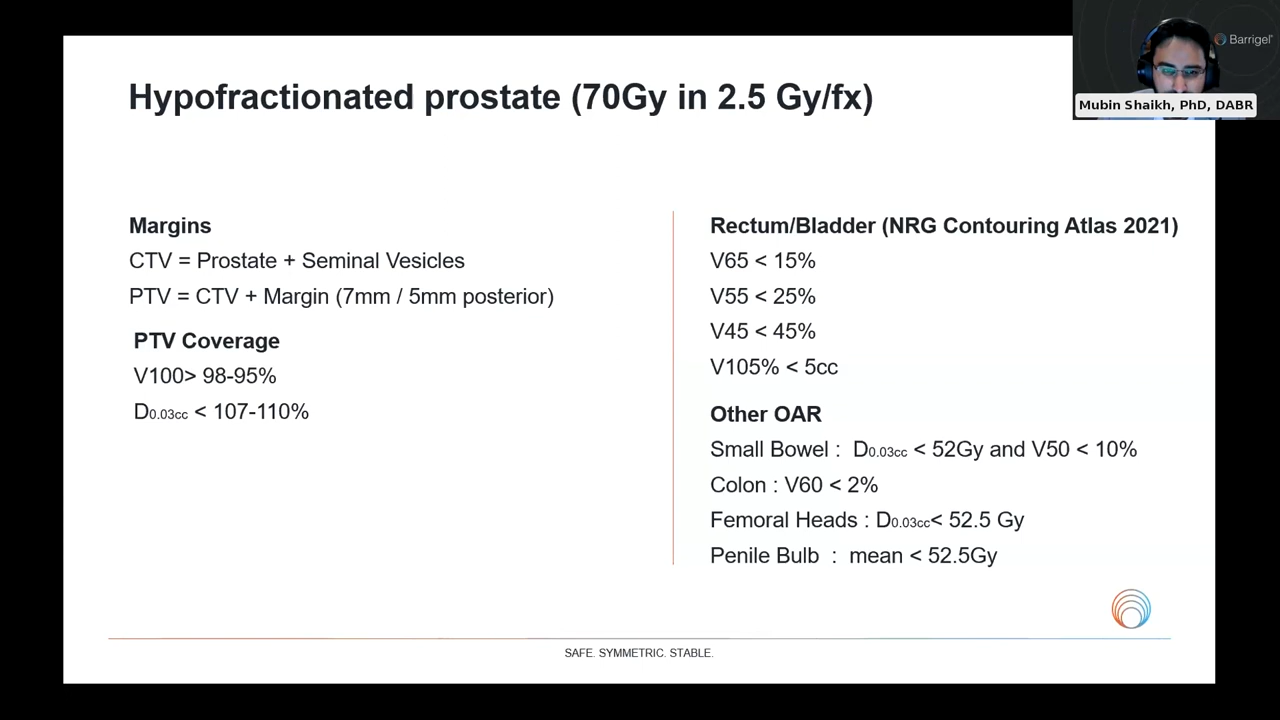 Hypofractionated prostate (70Gy in 2.5 Gy/fx)
Barrigel®
Mubin Shaikh, PhD, DABR
Margins
CTV = Prostate + Seminal Vesicles
PTV = CTV + Margin (7mm / 5mm posterior)
PTV Coverage
V100> 98-95%
D0.03cc < 107-110%
Rectum/Bladder (NRG Contouring Atlas 2021)
V65 < 15%
V55 < 25%
V45 < 45%
V105% < 5cc
Other OAR
Small Bowel : D0.03cc < 52Gy and V50 < 10%
Colon : V60 < 2%
Femoral Heads : D0.03cc< 52.5 Gy
Penile Bulb : mean < 52.5Gy
SAFE. SYMMETRIC. STABLE.